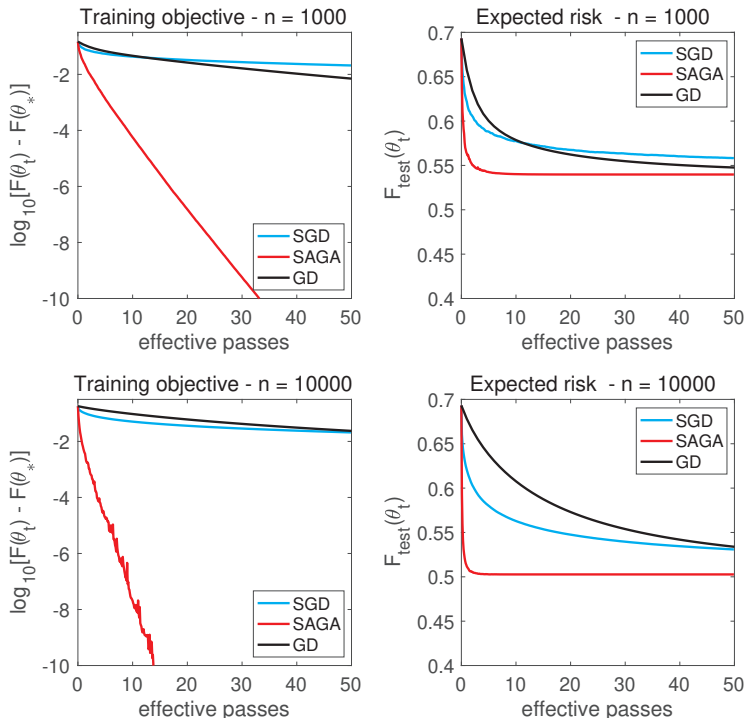 Training objective - n = 1000
log10[F(θt) - F(θ*)]
-2
-4
-6
-8
-10
0 10 20 30 40 50
effective passes
SGD
SAGA
GD
Expected risk - n = 1000
Ftest(θt)
0.7
0.65
0.6
0.55
0.5
0.45
0.4
0 10 20 30 40 50
effective passes
SGD
SAGA
GD
Training objective - n = 10000
log10[F(θt) - F(θ*)]
-2
-4
-6
-8
-10
0 10 20 30 40 50
effective passes
SGD
SAGA
GD
Expected risk - n = 10000
Ftest(θt)
0.7
0.65
0.6
0.55
0.5
0.45
0.4
0 10 20 30 40 50
effective passes
SGD
SAGA
GD